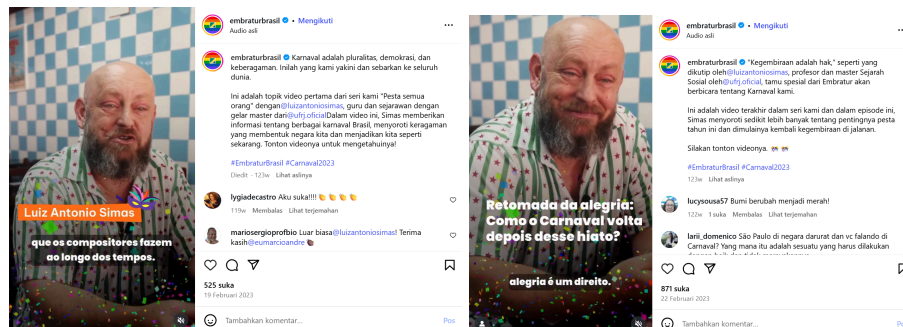 embraturbrasil • Mengikuti
Audio asli
embraturbrasil Karnaval adalah pluralitas, demokrasi, dan
keberagaman. Inilah yang kami yakini dan sebarkan ke seluruh
dunia.
Ini adalah topik video pertama dari seri kami "Pesta semua
orang" dengan@luizantoniosimas, guru dan sejarawan dengan
gelar master dari@ufrj.oficial!Dalam video ini, Simas memberikan
informasi tentang berbagai karnaval Brasil, menyoroti keragaman
yang membentuk negara kita dan menjadikan kita seperti
sekarang. Tonton videonya untuk mengetahuinya!
#EmbraturBrasil #Carnaval2023
Diedit · 123w Lihat aslinya
lygiadecastro Aku suka!!!! 👏 👏 👏 👏
119w Membalas Lihat terjemahan
mariosergioprofbio Luar biasa@luizantoniosimas! Terima
kasih@eumarcioandre
525 suka
19 Februari 2023
Tambahkan komentar...
Pos
Luiz Antonio Simas
que os compositores fazem
ao longo dos tempos.
embraturbrasil • Mengikuti
Audio asli
embraturbrasil "Kegembiraan adalah hak," seperti yang
dikutip oleh@luizantoniosimas, profesor dan master Sejarah
Sosial oleh@ufrj.oficial, tamu spesial dari Embratur akan
berbicara tentang Karnaval kami.
Ini adalah video terakhir dalam seri kami dan dalam episode ini,
Simas menyoroti sedikit lebih banyak tentang pentingnya pesta
tahun ini dan dimulainya kembali kegembiraan di jalanan.
Silakan tonton videonya.
#EmbraturBrasil #Carnaval2023
123w Lihat aslinya
lucysousa57 Bumi berubah menjadi merah!
122w 1 suka Membalas Lihat terjemahan
larii_domenico São Paulo di negara darurat dan vc falando di
Carnaval? Yang mana itu adalah sesuatu yang harus dilakukan
871 suka
22 Februari 2023
Tambahkan komentar...
Retomada da alegria:
Como o Carnaval volta
depois desse hiato?
alegria é um direito.